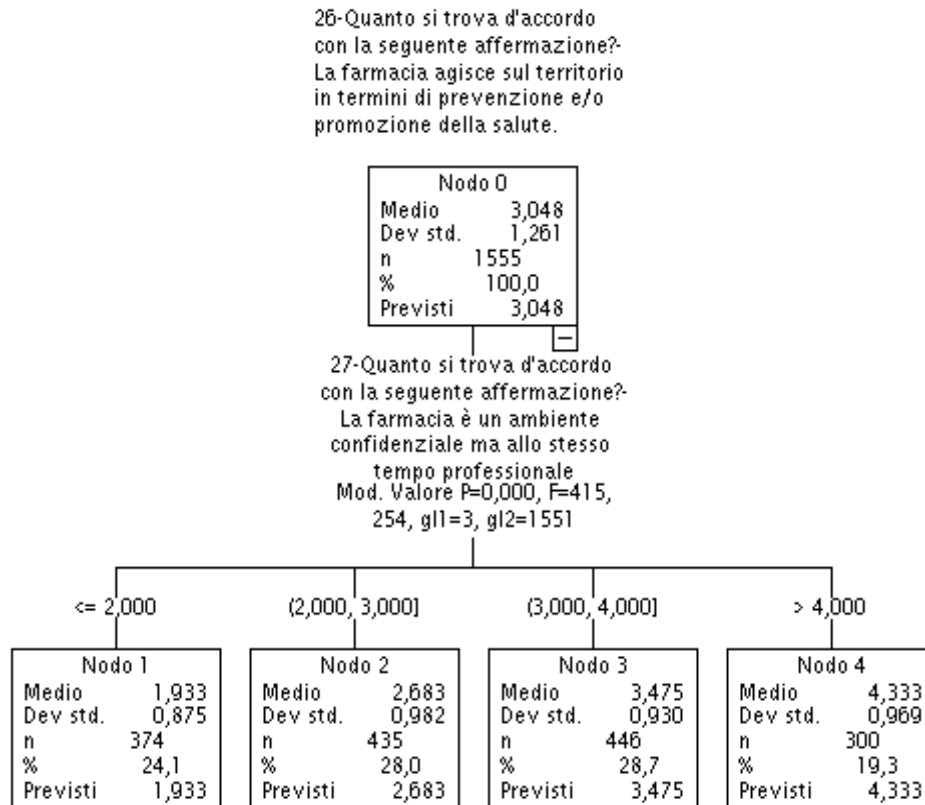 26-Quanto si trova d'accordo
con la seguente affermazione?-
La farmacia agisce sul territorio
in termini di prevenzione e/o
promozione della salute.
Nodo 0
Medio 3,048
Dev std. 1,261
n 1555
% 100,0
Previsti 3,048
27-Quanto si trova d'accordo
con la seguente affermazione?-
La farmacia è un ambiente
confidenziale ma allo stesso
tempo professionale
Mod. Valore P=0,000, F=415,
254, gl1=3, gl2=1551
<= 2,000
(2,000, 3,000]
(3,000, 4,000]
> 4,000
Nodo 1
Medio 1,933
Dev std. 0,875
n 374
% 24,1
Previsti 1,933
Nodo 2
Medio 2,683
Dev std. 0,982
n 435
% 28,0
Previsti 2,683
Nodo 3
Medio 3,475
Dev std. 0,930
n 446
% 28,7
Previsti 3,475
Nodo 4
Medio 4,333
Dev std. 0,969
n 300
% 19,3
Previsti 4,333